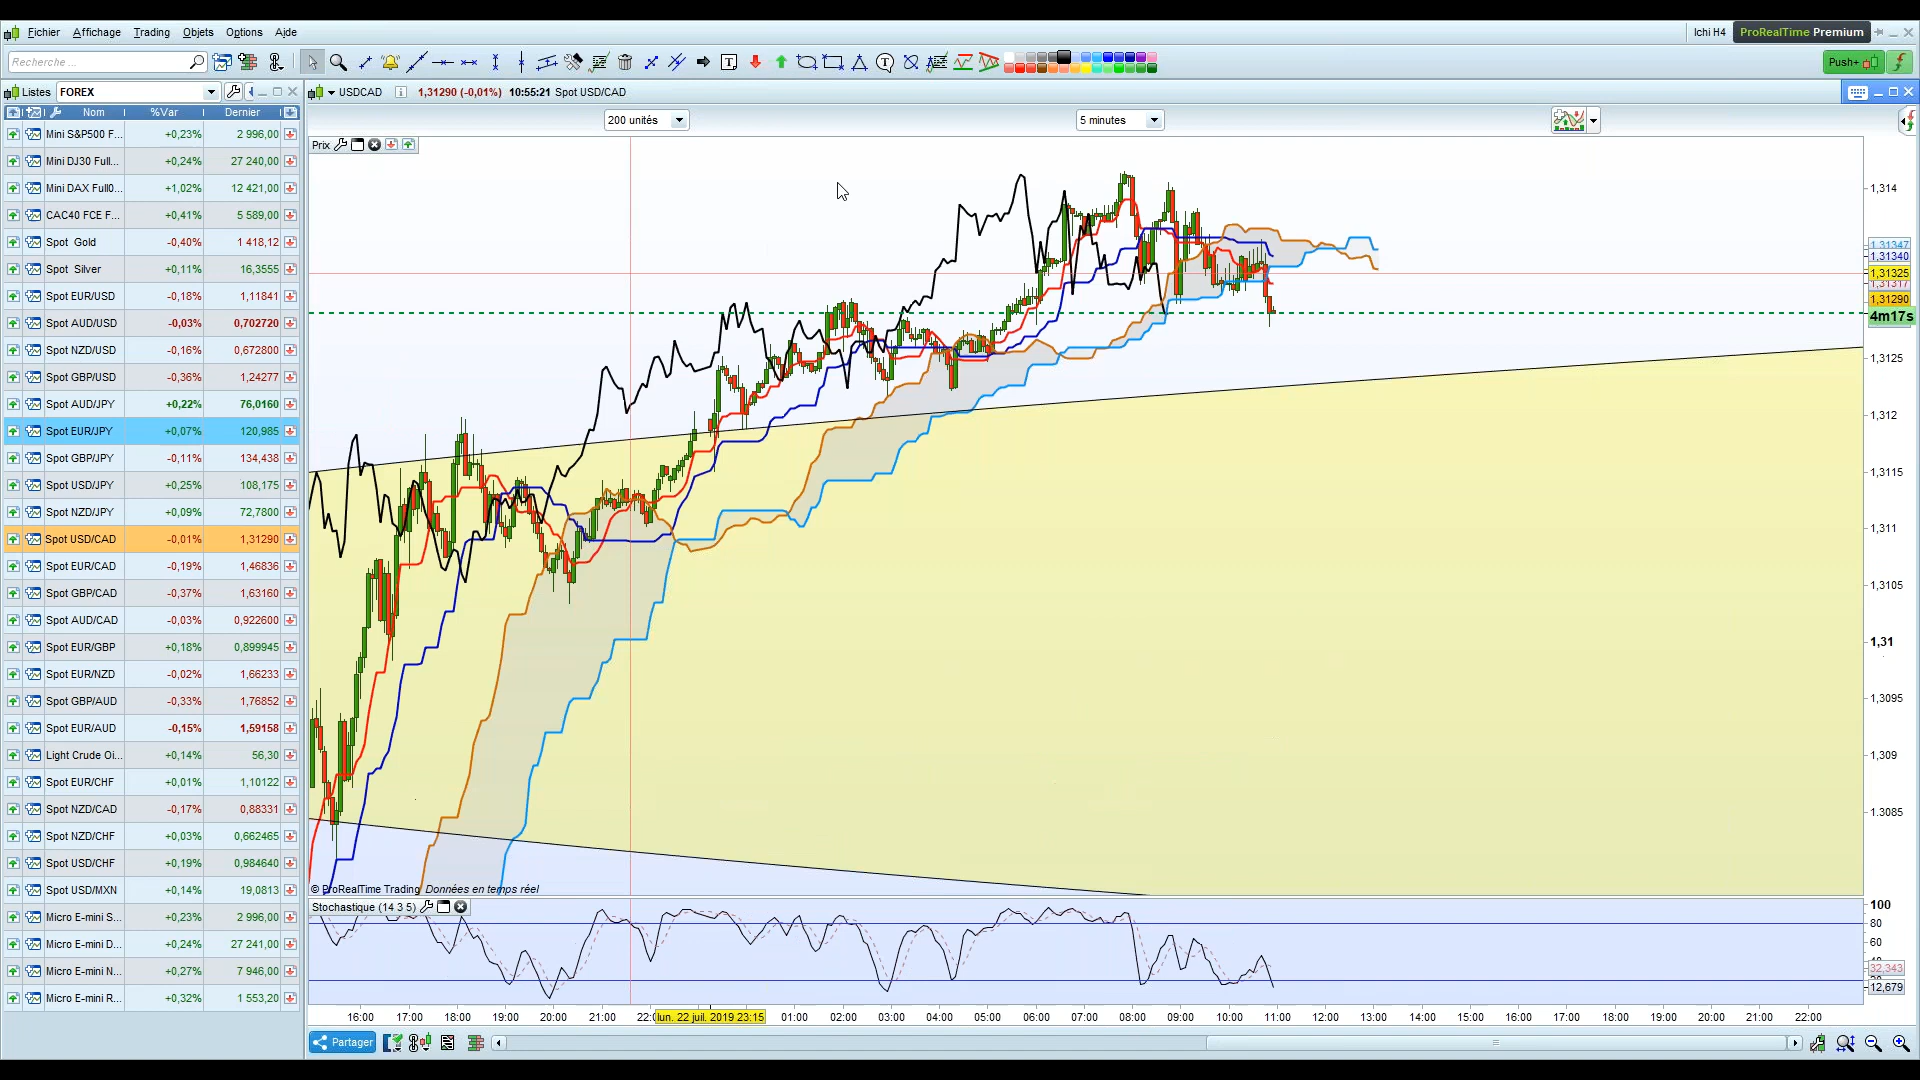 Fichier Affichage Trading Objets Options Aide
Ichi H4 ProRealTime Premium
Recherche ...
Push+
Listes FOREX
USDCAD 1,31290 (-0,01%) 10:55:21 Spot USD/CAD
Nom %Var Dernier
200 unités 5 minutes
Mini S&P500 F... +0,23% 2 996,00
Mini DJ30 Full... +0,24% 27 240,00
Mini DAX Full0... +1,02% 12 421,00
CAC40 FCE F... +0,41% 5 589,00
Spot Gold -0,40% 1 418,12
Spot Silver +0,11% 16,3555
Spot EUR/USD -0,18% 1,11841
Spot AUD/USD -0,03% 0,702720
Spot NZD/USD -0,16% 0,672800
Spot GBP/USD -0,36% 1,24277
Spot AUD/JPY +0,22% 76,0160
Spot EUR/JPY +0,07% 120,985
Spot GBP/JPY -0,11% 134,438
Spot USD/JPY +0,25% 108,175
Spot NZD/JPY +0,09% 72,7800
Spot USD/CAD -0,01% 1,31290
Spot EUR/CAD -0,19% 1,46836
Spot GBP/CAD -0,37% 1,63160
Spot AUD/CAD -0,03% 0,922600
Spot EUR/GBP +0,18% 0,899945
Spot EUR/NZD -0,02% 1,66233
Spot GBP/AUD -0,33% 1,76852
Spot EUR/AUD -0,15% 1,59158
Light Crude Oi... +0,14% 56,30
Spot EUR/CHF +0,01% 1,10122
Spot NZD/CAD -0,17% 0,88331
Spot NZD/CHF +0,03% 0,662465
Spot USD/CHF +0,19% 0,984640
Spot USD/MXN +0,14% 19,0813
Micro E-mini S... +0,23% 2 996,00
Micro E-mini D... +0,24% 27 241,00
Micro E-mini N... +0,27% 7 946,00
Micro E-mini R... +0,32% 1 553,20
Prix
1,314
1,31347
1,31340
1,31325
1,31317
1,31290
4m17s
1,3125
1,312
1,3115
1,311
1,3105
1,31
1,3095
1,309
1,3085
© ProRealTime Trading Données en temps réel
Stochastique (14 3 5)
100
80
60
32,343
12,679
16:00 17:00 18:00 19:00 20:00 21:00 22:0 lun. 22 juil. 2019 23:15 01:00 02:00 03:00 04:00 05:00 06:00 07:00 08:00 09:00 10:00 11:00 12:00 13:00 14:00 15:00 16:00 17:00 18:00 19:00 20:00 21:00 22:00
Partager